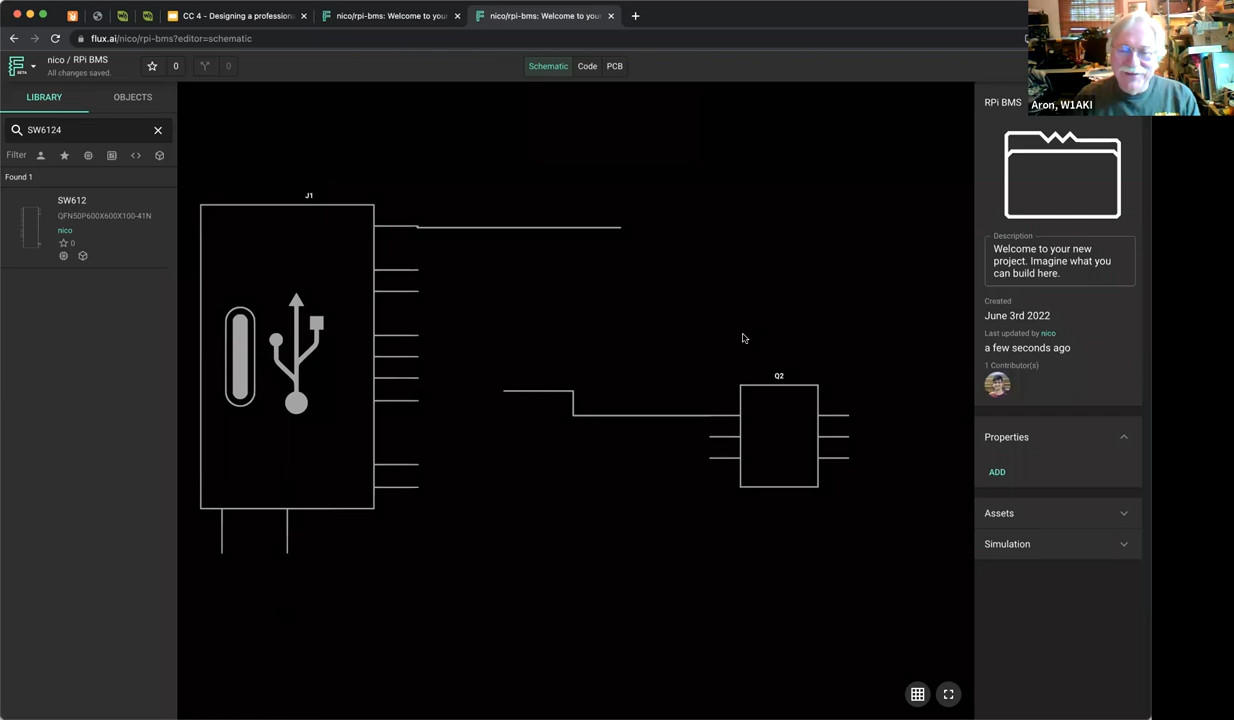 CC 4 - Designing a profession
nico/rpi-bms: Welcome to you
nico/rpi-bms: Welcome to your
flux.ai/nico/rpi-bms?editor=schematic
BETA
nico / RPi BMS
All changes saved.
0
0
Schematic
Code
PCB
LIBRARY
OBJECTS
SW6124
Filter
Found 1
SW612
QFN50P600X600X100-41N
nico
0
J1
Q2
Aron, W1AKI
RPi BMS
Description
Welcome to your new
project. Imagine what you
can build here.
Created
June 3rd 2022
Last updated by nico
a few seconds ago
1 Contributor(s)
Properties
ADD
Assets
Simulation